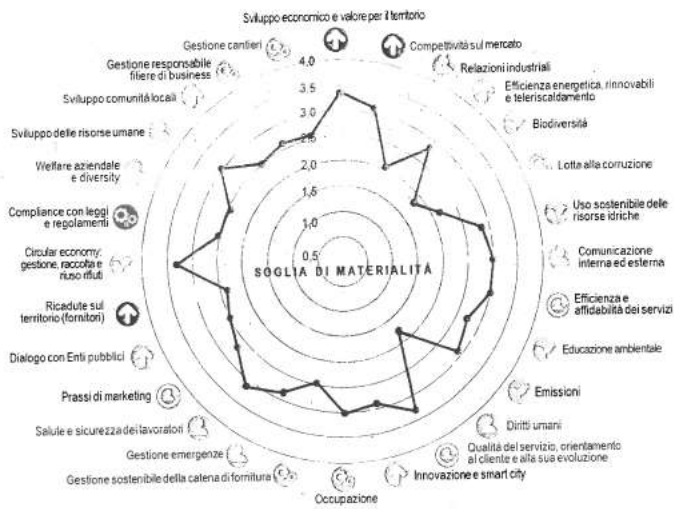 Sviluppo economico e valore per il territorio
Competitività sul mercato
Relazioni industriali
Efficienza energetica, rinnovabili
e teleriscaldamento
Biodiversità
Lotta alla corruzione
Uso sostenibile delle
risorse idriche
Comunicazione
interna ed esterna
Efficienza e
affidabilità dei servizi
Educazione ambientale
Emissioni
Diritti umani
Qualità del servizio, orientamento
al cliente e alla sua evoluzione
Innovazione e smart city
Occupazione
Gestione sostenibile della catena di fornitura
Gestione emergenze
Salute e sicurezza dei lavoratori
Prassi di marketing
Dialogo con Enti pubblici
Ricadute sul
territorio (fornitori)
Circular economy:
gestione, raccolta e
riuso rifiuti
Compliance con leggi
e regolamenti
Welfare aziendale
e diversity
Sviluppo delle risorse umane
Sviluppo comunità locali
Gestione responsabile
filiere di business
Gestione cantieri
4,0
3.5
3.0
2,5
2,0
1,5
1,0
0,5
SOGLIA DI MATERIALITÀ